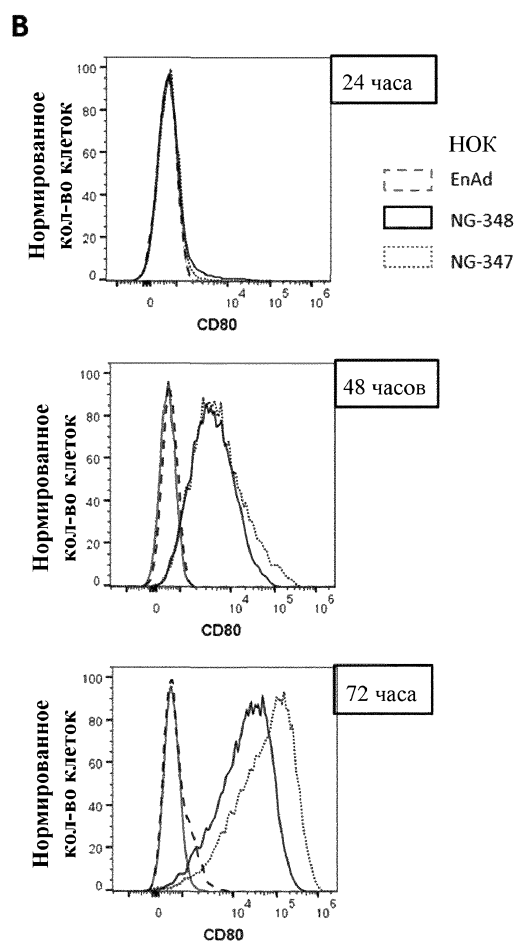 B
24 часа
НОК
EnAd
NG-348
NG-347
Нормированное
кол-во клеток
100
80
60
40
20
0
0 10^4 10^5 10^6
CD80
48 часов
Нормированное
кол-во клеток
100
80
60
40
20
0
0 10^4 10^5 10^6
CD80
72 часа
Нормированное
кол-во клеток
100
80
60
40
20
0
0 10^4 10^5 10^6
CD80